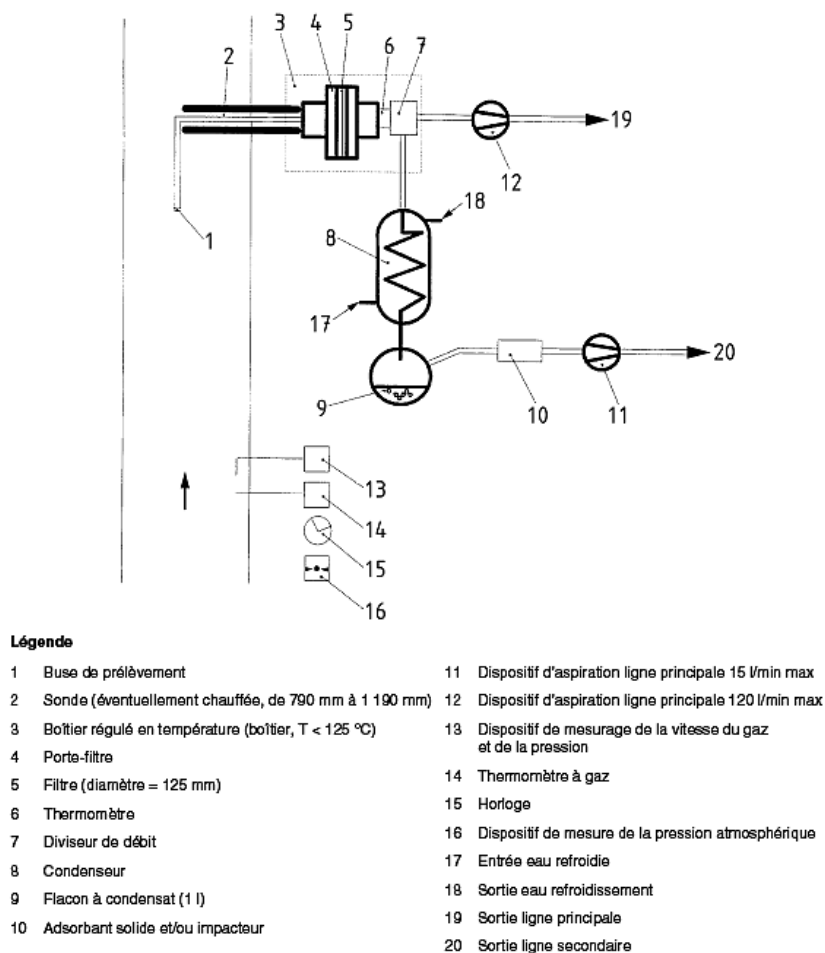 3 4 5 6 7
2
19
12
18
1
8
17
20
9
10 11
13
14
15
16
Légende
1 Buse de prélèvement
2 Sonde (éventuellement chauffée, de 790 mm à 1 190 mm)
3 Boîtier régulé en température (boîtier, T < 125 ºC)
4 Porte-filtre
5 Filtre (diamètre = 125 mm)
6 Thermomètre
7 Diviseur de débit
8 Condenseur
9 Flacon à condensat (1 l)
10 Adsorbant solide et/ou impacteur
11 Dispositif d'aspiration ligne principale 15 l/min max
12 Dispositif d'aspiration ligne principale 120 l/min max
13 Dispositif de mesurage de la vitesse du gaz
et de la pression
14 Thermomètre à gaz
15 Horloge
16 Dispositif de mesure de la pression atmosphérique
17 Entrée eau refroidie
18 Sortie eau refroidissement
19 Sortie ligne principale
20 Sortie ligne secondaire